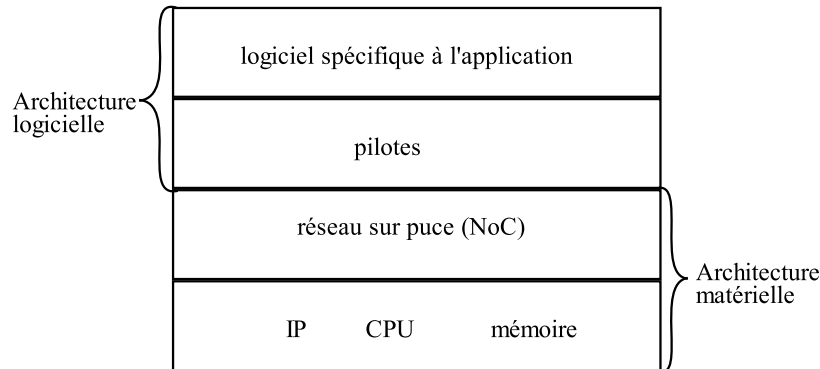 logiciel spécifique à l'application
Architecture
logicielle
pilotes
réseau sur puce (NoC)
Architecture
matérielle
IP CPU mémoire